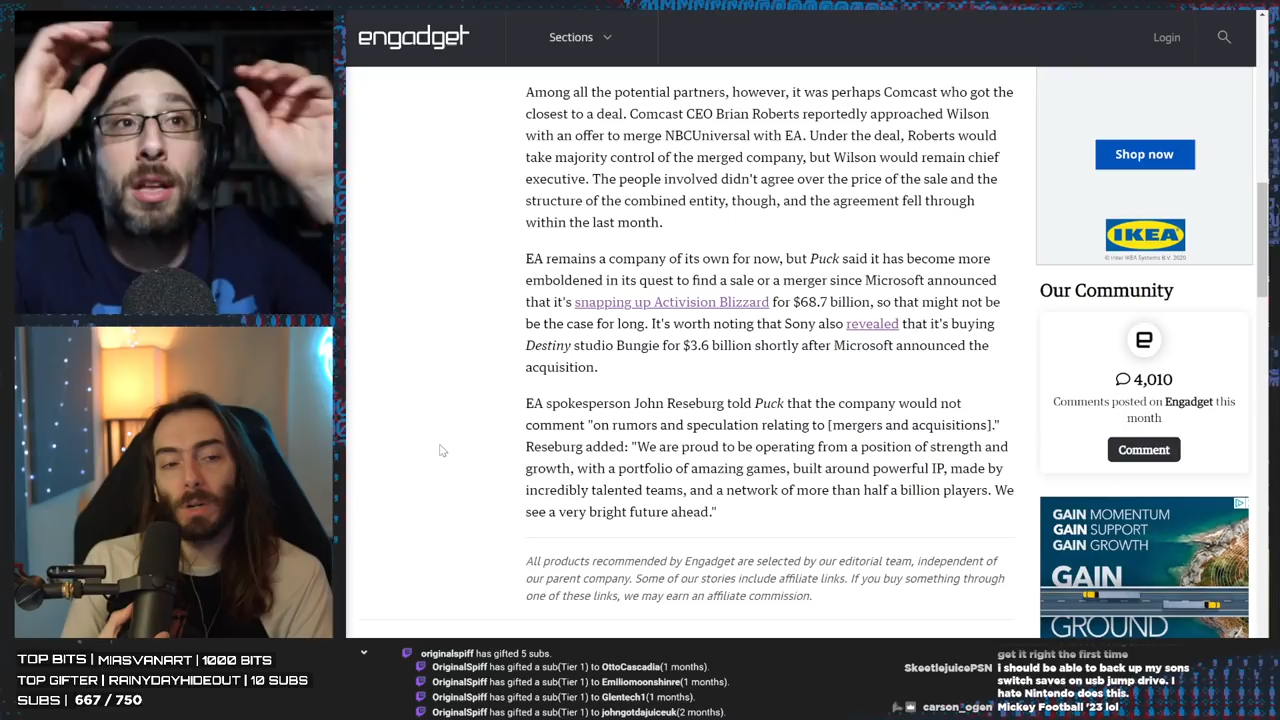 engadget
Sections
Login
Among all the potential partners, however, it was perhaps Comcast who got the
closest to a deal. Comcast CEO Brian Roberts reportedly approached Wilson
with an offer to merge NBCUniversal with EA. Under the deal, Roberts would
take majority control of the merged company, but Wilson would remain chief
executive. The people involved didn't agree over the price of the sale and the
structure of the combined entity, though, and the agreement fell through
within the last month.
EA remains a company of its own for now, but Puck said it has become more
emboldened in its quest to find a sale or a merger since Microsoft announced
that it's snapping up Activision Blizzard for $68.7 billion, so that might not be
be the case for long. It's worth noting that Sony also revealed that it's buying
Destiny studio Bungie for $3.6 billion shortly after Microsoft announced the
acquisition.
EA spokesperson John Reseburg told Puck that the company would not
comment "on rumors and speculation relating to [mergers and acquisitions]."
Reseburg added: "We are proud to be operating from a position of strength and
growth, with a portfolio of amazing games, built around powerful IP, made by
incredibly talented teams, and a network of more than half a billion players. We
see a very bright future ahead."
All products recommended by Engadget are selected by our editorial team, independent of
our parent company. Some of our stories include affiliate links. If you buy something through
one of these links, we may earn an affiliate commission.
Shop now
IKEA
© Inter IKEA Systems B.V. 2020
Our Community
e
4,010
Comments posted on Engadget this
month
Comment
GAIN MOMENTUM
GAIN SUPPORT
GAIN GROWTH
GAIN
GROUND
TOP BITS | MIASVANART | 1000 BITS
TOP GIFTER | RAINYDAYHIDEOUT | 10 SUBS
SUBS | 667 / 750
originalspiff has gifted 5 subs.
OriginalSpiff has gifted a sub(Tier 1) to OttoCascadia(1 months).
OriginalSpiff has gifted a sub(Tier 1) to Emiliomoonshinre(1 months).
OriginalSpiff has gifted a sub(Tier 1) to Glentech1(1 months).
OriginalSpiff has gifted a sub(Tier 1) to johngotdajuiceuk(2 months).
get it right the first time
SkeetlejuicePSN i should be able to back up my sons
switch saves on usb jump drive. I
hate Nintendo does this.
carson_ogen Mickey Football '23 lol